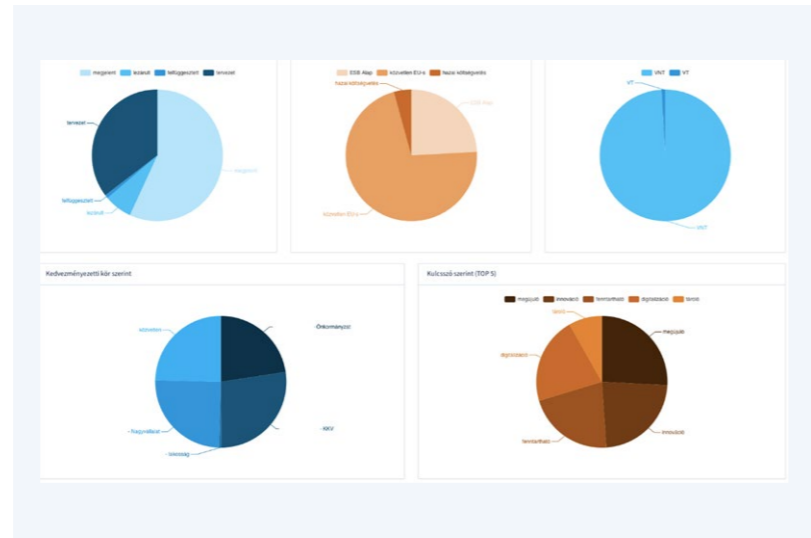 megjelent lezárult felfüggesztett tervezet
tervezet
megjelent
felfüggesztett
lezárult
ESB Alap közvetlen EU-s hazai költségvetés
hazai költségvetés
ESB Alap
közvetlen EU-s
VNT VT
VT
VNT
Kedvezményezetti kör szerint
közvetlen
-Önkormányzat
-Nagyvállalat
-KKV
-lakosság
Kulcsszó szerint (TOP 5)
megújuló innováció fenntartható digitalizáció tároló
tároló
megújuló
digitalizáció
fenntartható
innováció